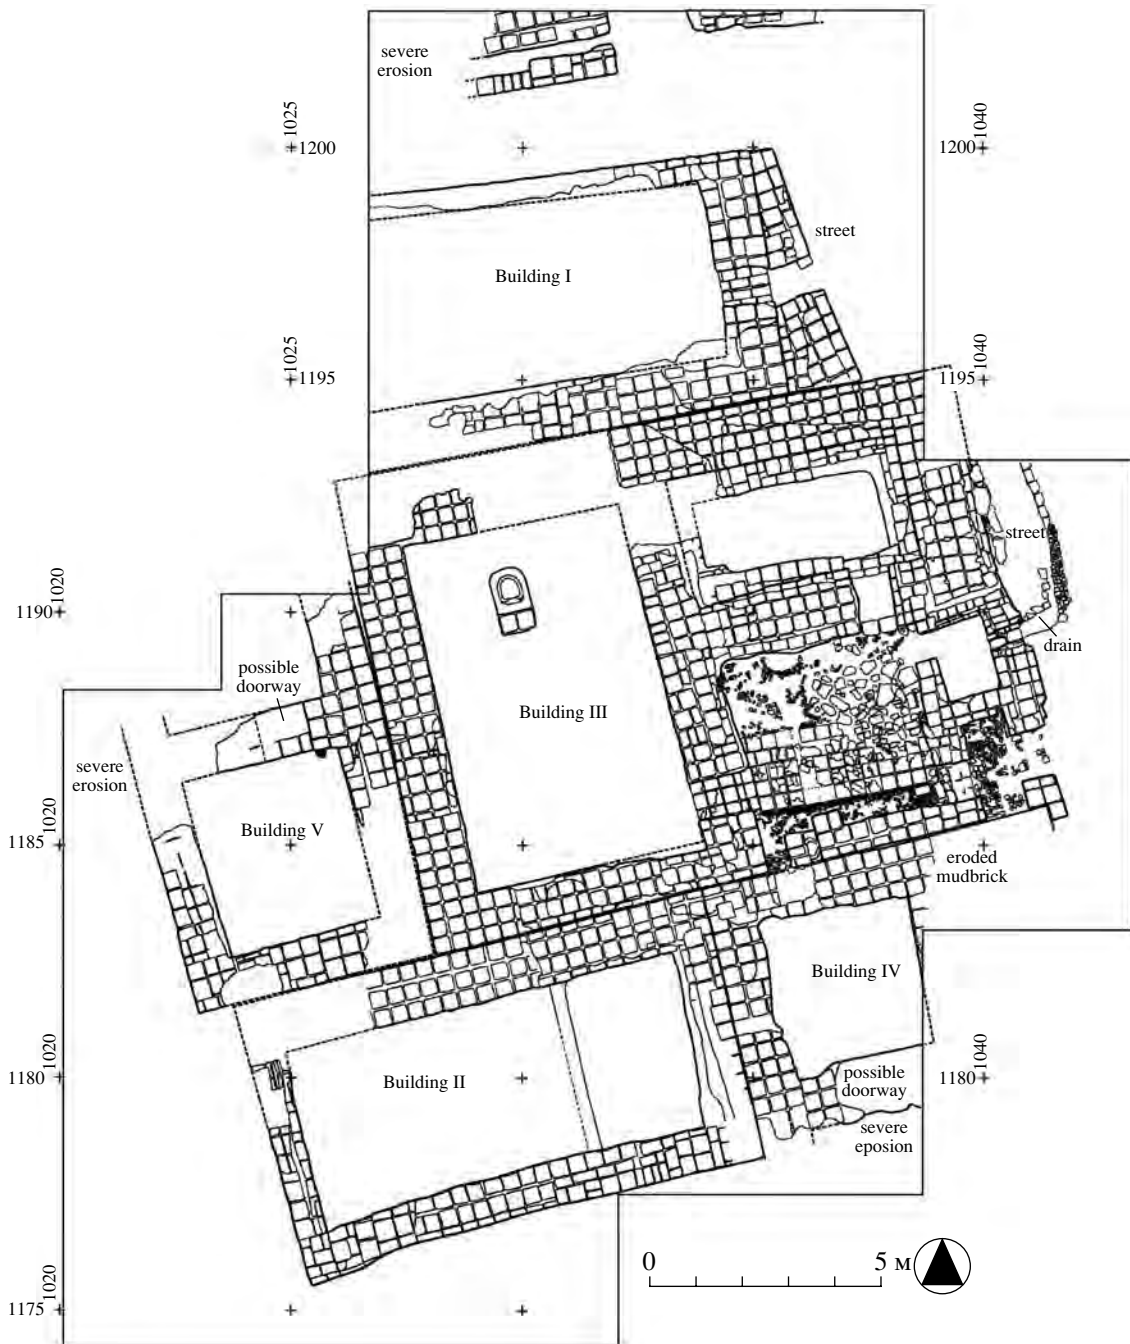 severe
erosion
1025
1200
1040
1200
street
Building I
1025
1195
1040
1195
street
1020
1190
drain
possible
doorway
Building III
severe
erosion
1020
1185
Building V
eroded
mudbrick
Building IV
1020
1180
Building II
possible
doorway
1040
1180
severe
eposion
0
5 M
1020
1175